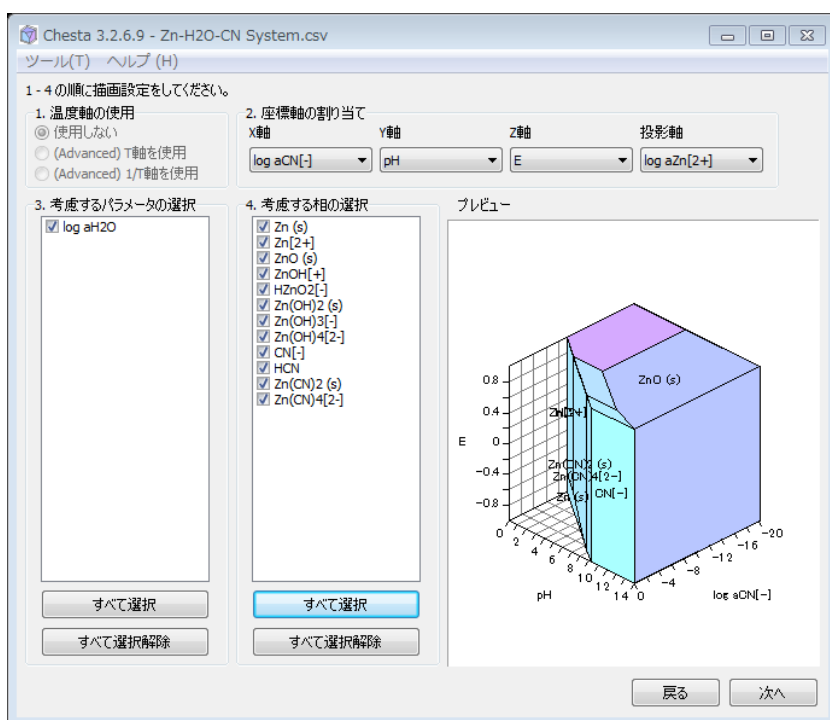 Chesta 3.2.6.9 - Zn-H2O-CN System.csv
ツール(T) ヘルプ (H)
1 - 4 の順に描画設定をしてください。
1. 温度軸の使用
使用しない
(Advanced) T軸を使用
(Advanced) 1/T軸を使用
2. 座標軸の割り当て
X軸 Y軸 Z軸 投影軸
log aCN[-] pH E log aZn[2+]
3. 考慮するパラメータの選択
log aH2O
すべて選択
すべて選択解除
4. 考慮する相の選択
Zn (s)
Zn[2+]
ZnO (s)
ZnOH[+]
HZnO2[-]
Zn(OH)2 (s)
Zn(OH)3[-]
Zn(OH)4[2-]
CN[-]
HCN
Zn(CN)2 (s)
Zn(CN)4[2-]
すべて選択
すべて選択解除
プレビュー
ZnO (s)
Zn(CN)2 (s)
Zn(CN)4[2-]
Zn (s) CN[-]
E
0.8
0.4
0
-0.4
-0.8
0 2 4 6 8 10 12 14
pH
0 -4 -8 -12 -16 -20
log aCN[-]
戻る 次へ